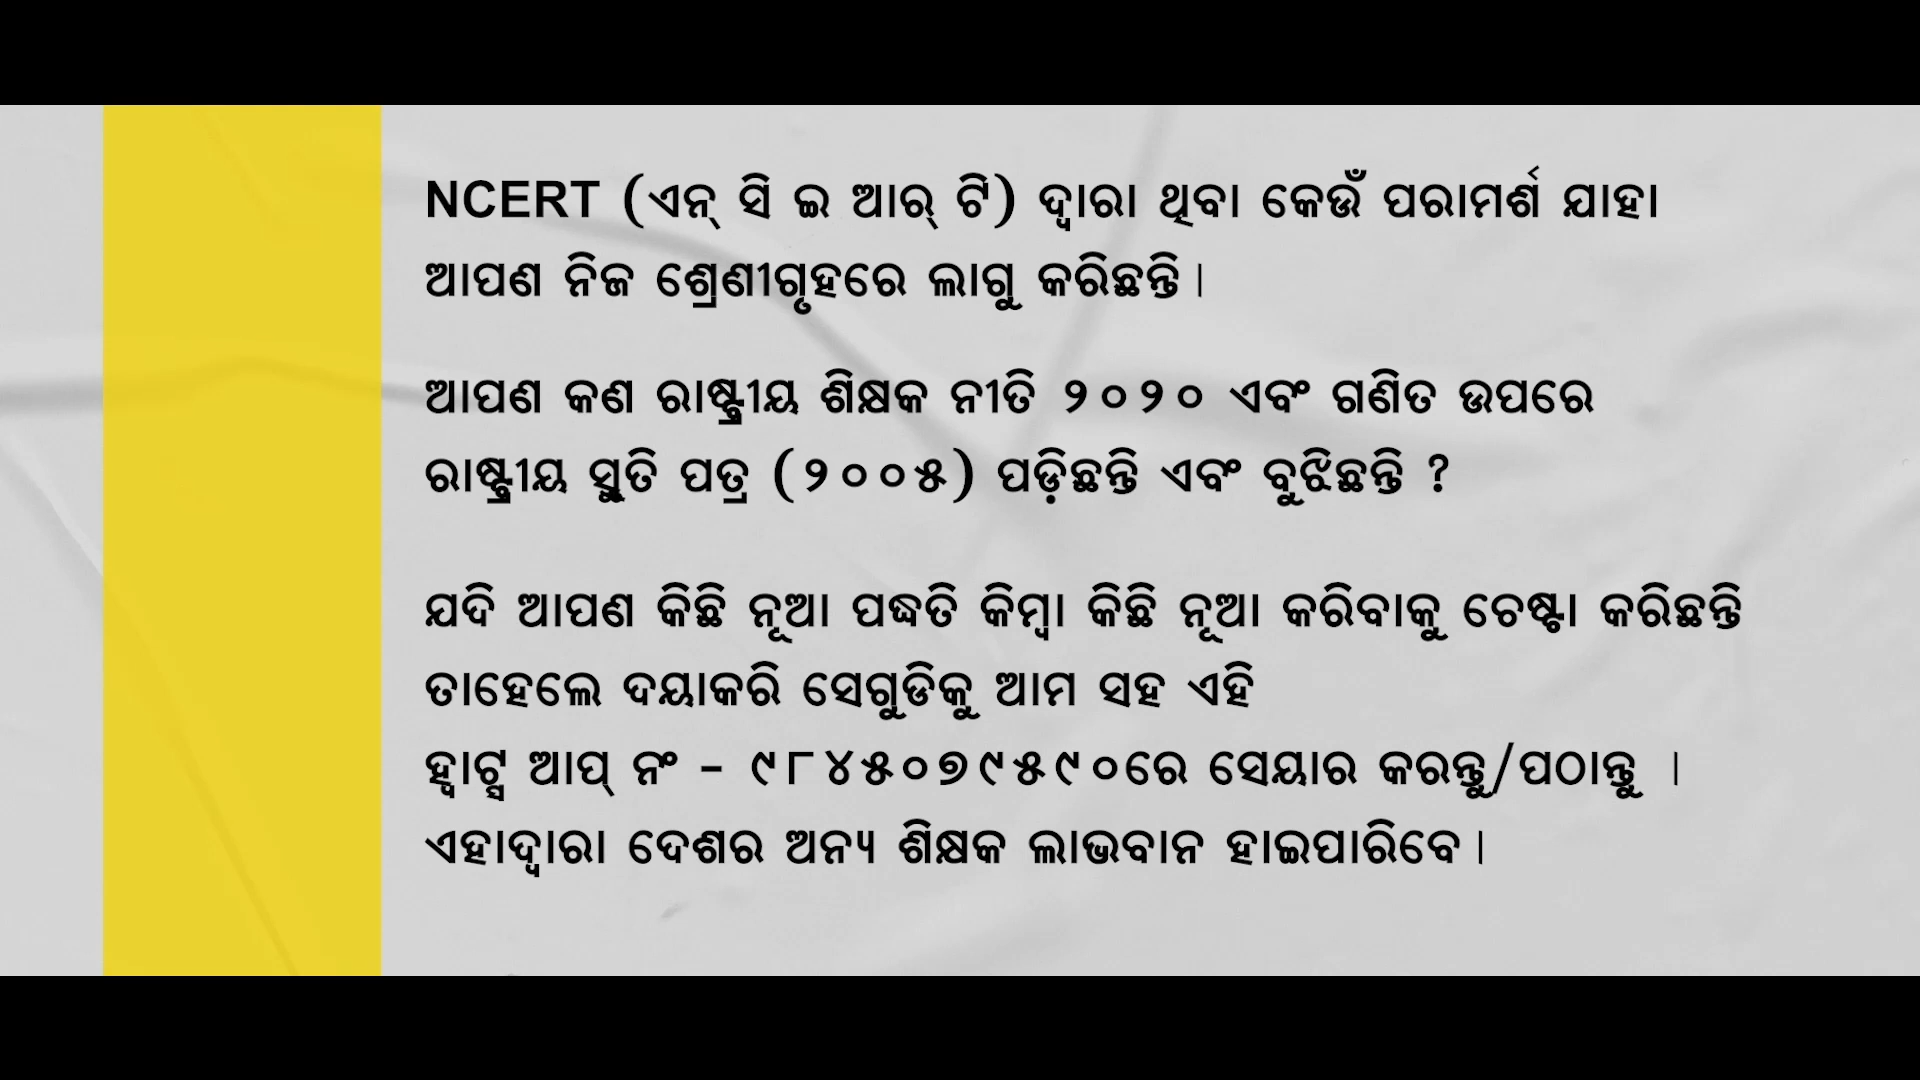 NCERT (ଏନ୍ ସି ଇ ଆର୍ ଟି) ଦ୍ୱାରା ଥିବା କେଉଁ ପରାମର୍ଶ ଯାହା
ଆପଣ ନିଜ ଶ୍ରେଣୀଗୃହରେ ଲାଗୁ କରିଛନ୍ତି।
ଆପଣ କଣ ରାଷ୍ଟ୍ରୀୟ ଶିକ୍ଷକ ନୀତି ୨୦୨୦ ଏବଂ ଗଣିତ ଉପରେ
ରାଷ୍ଟ୍ରୀୟ ସ୍ଥୁତି ପତ୍ର (୨୦୦୫) ପଢ଼ିଛନ୍ତି ଏବଂ ବୁଝିଛନ୍ତି ?
ଯଦି ଆପଣ କିଛି ନୂଆ ପଦ୍ଧତି କିମ୍ବା କିଛି ନୂଆ କରିବାକୁ ଚେଷ୍ଟା କରିଛନ୍ତି
ତାହେଲେ ଦୟାକରି ସେଗୁଡିକୁ ଆମ ସହ ଏହି
ହ୍ୱାଟ୍ସ ଆପ୍ ନଂ – ୯୮୪୫୦୭୯୫୯୦ରେ ସେୟାର କରନ୍ତୁ/ପଠାନ୍ତୁ ।
ଏହାଦ୍ୱାରା ଦେଶର ଅନ୍ୟ ଶିକ୍ଷକ ଲାଭବାନ ହାଇପାରିବେ।